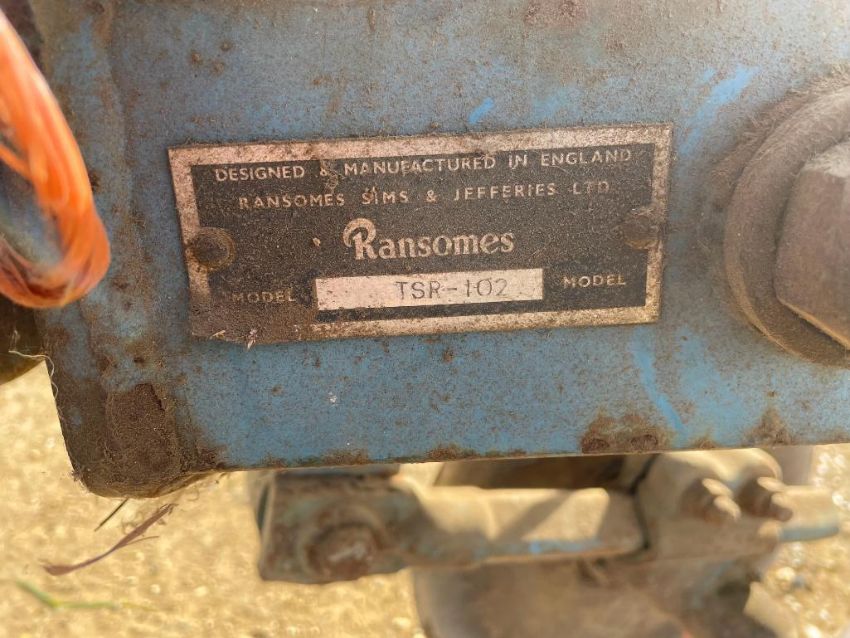 DESIGNED & MANUFACTURED IN ENGLAND
RANSOMES SIMS & JEFFERIES LTD
Ransomes
MODEL TSR-102 MODEL